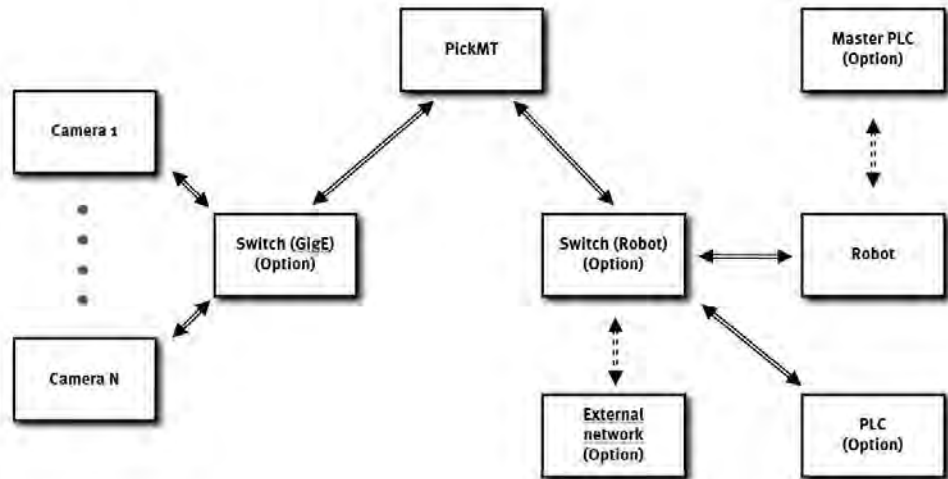 PickMT
Master PLC
(Option)
Camera 1
Switch (GigE)
(Option)
Switch (Robot)
(Option)
Robot
Camera N
External
network
(Option)
PLC
(Option)